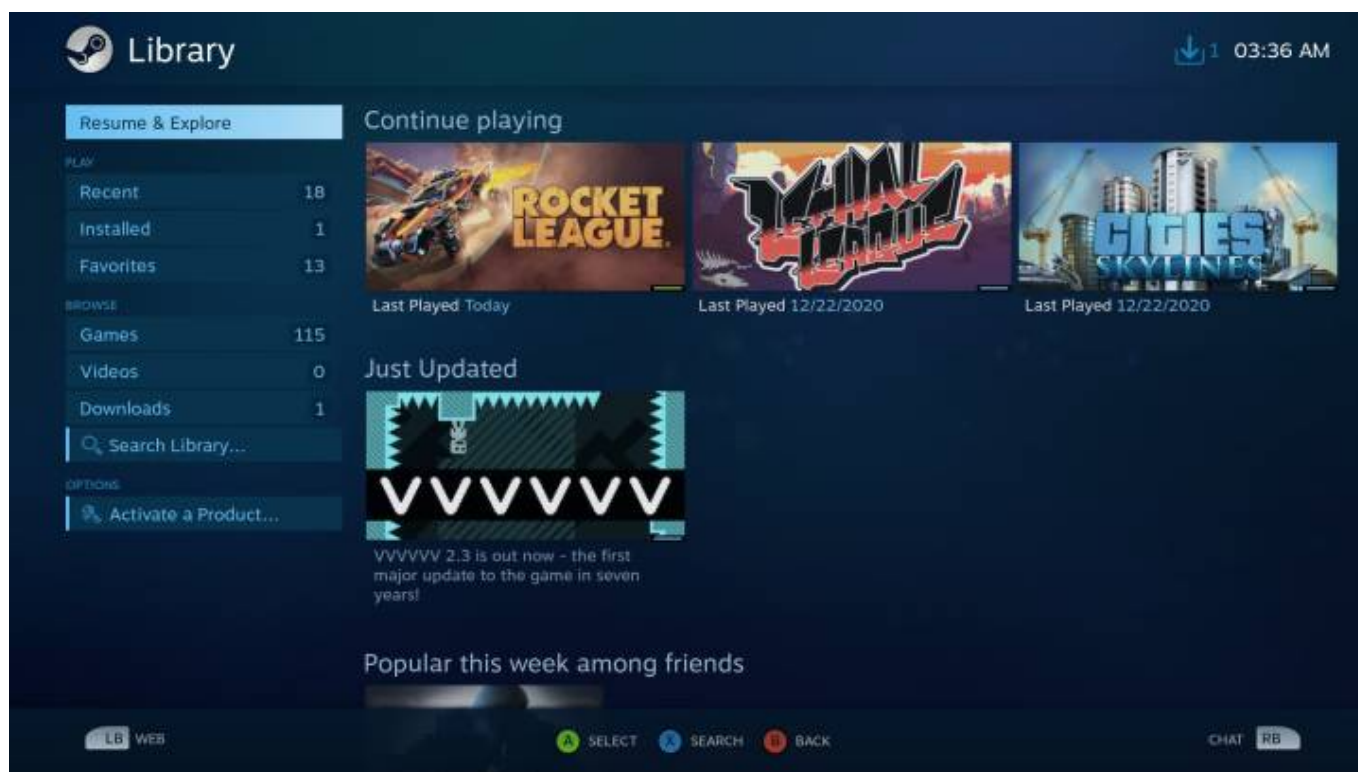 Library
1 03:36 AM
Resume & Explore
PLAY
Recent 18
Installed 1
Favorites 13
BROWSE
Games 115
Videos 0
Downloads 1
Search Library...
OPTIONS
Activate a Product...
Continue playing
ROCKET
LEAGUE
Last Played Today
LETHAL
LEAGUE
Last Played 12/22/2020
CITIES
SKYLINES
Last Played 12/22/2020
Just Updated
VVVVVV
VVVVVV 2.3 is out now - the first
major update to the game in seven
years!
Popular this week among friends
LB WEB
A SELECT X SEARCH B BACK
CHAT RB